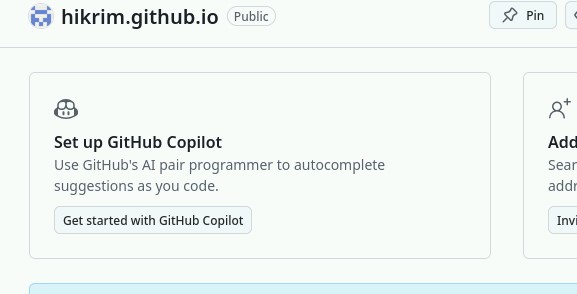 hikrim.github.io Public Pin
Set up GitHub Copilot
Use GitHub's AI pair programmer to autocomplete
suggestions as you code.
Get started with GitHub Copilot
Add
Sear
addr
Invi